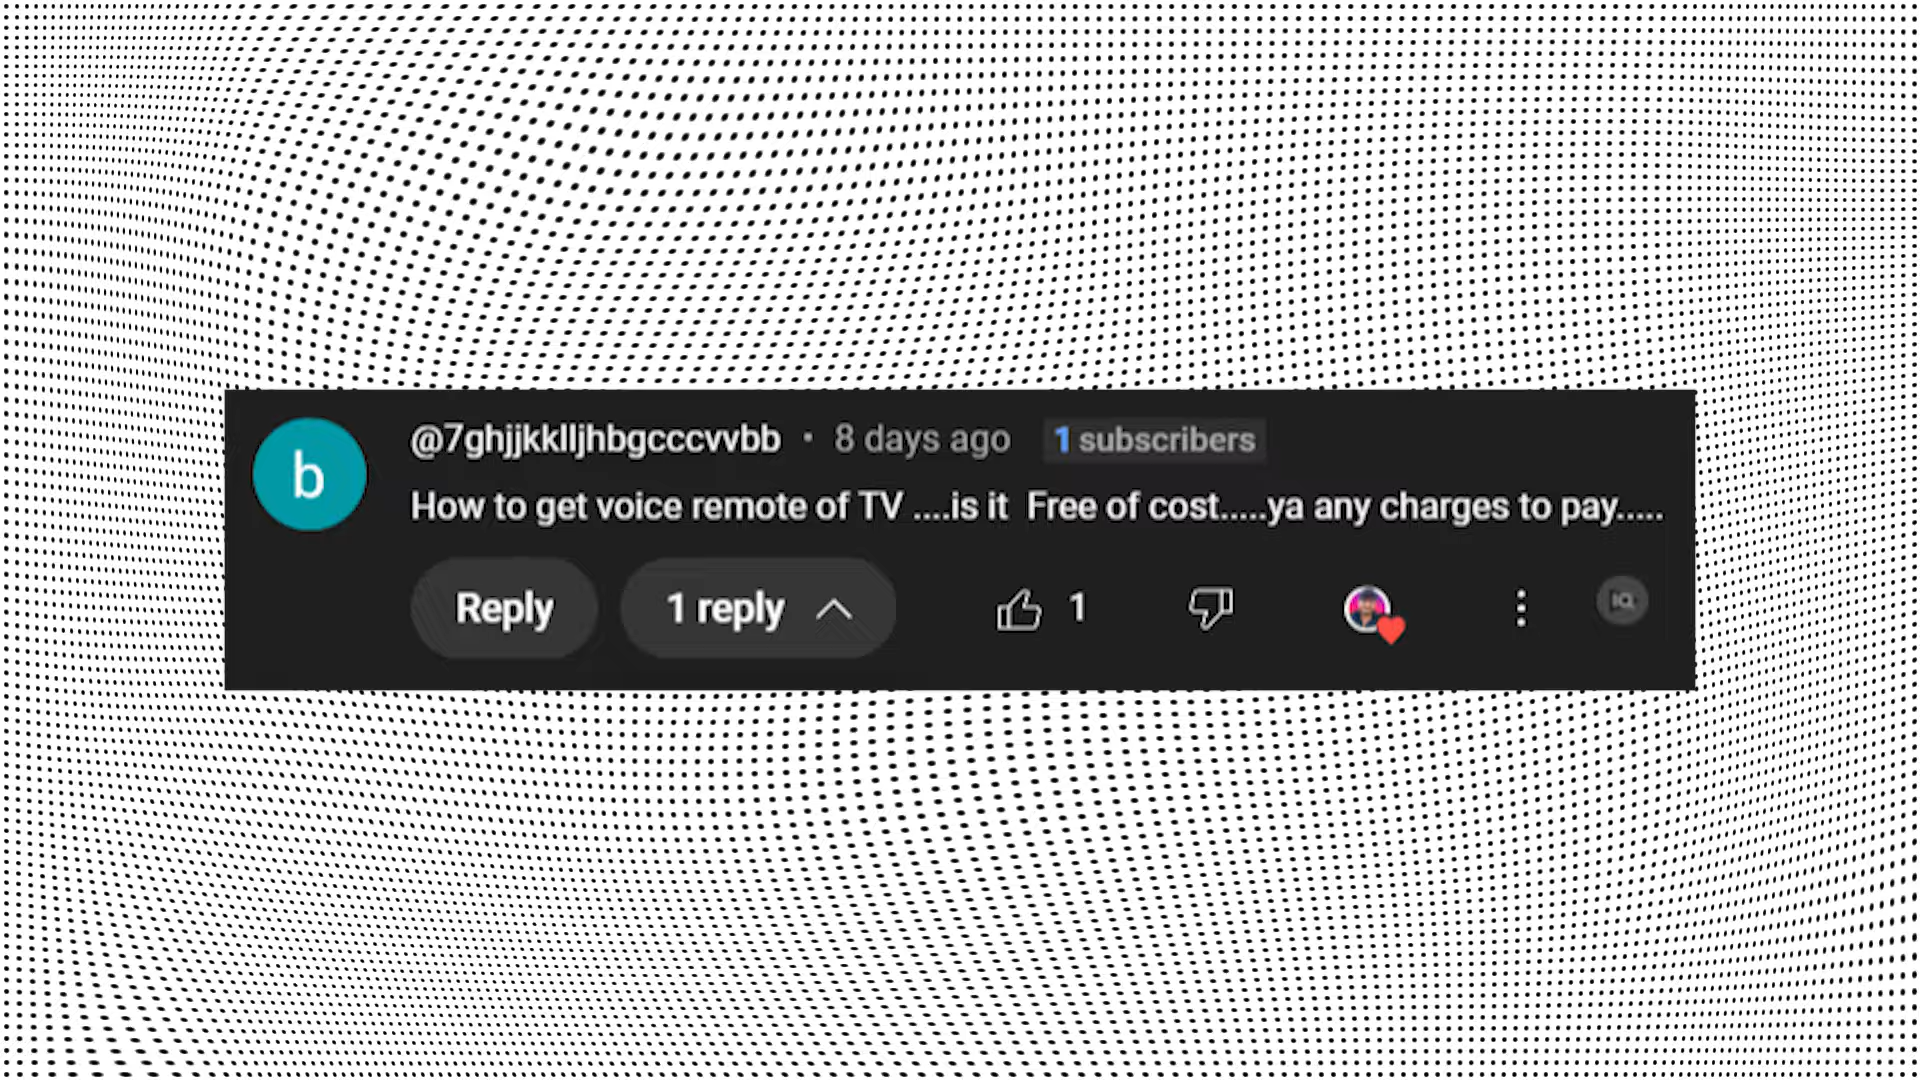 b
@7ghjjkklljhbgcccvvbb • 8 days ago 1 subscribers
How to get voice remote of TV ....is it  Free of cost.....ya any charges to pay.....
Reply 1 reply 1 IQ